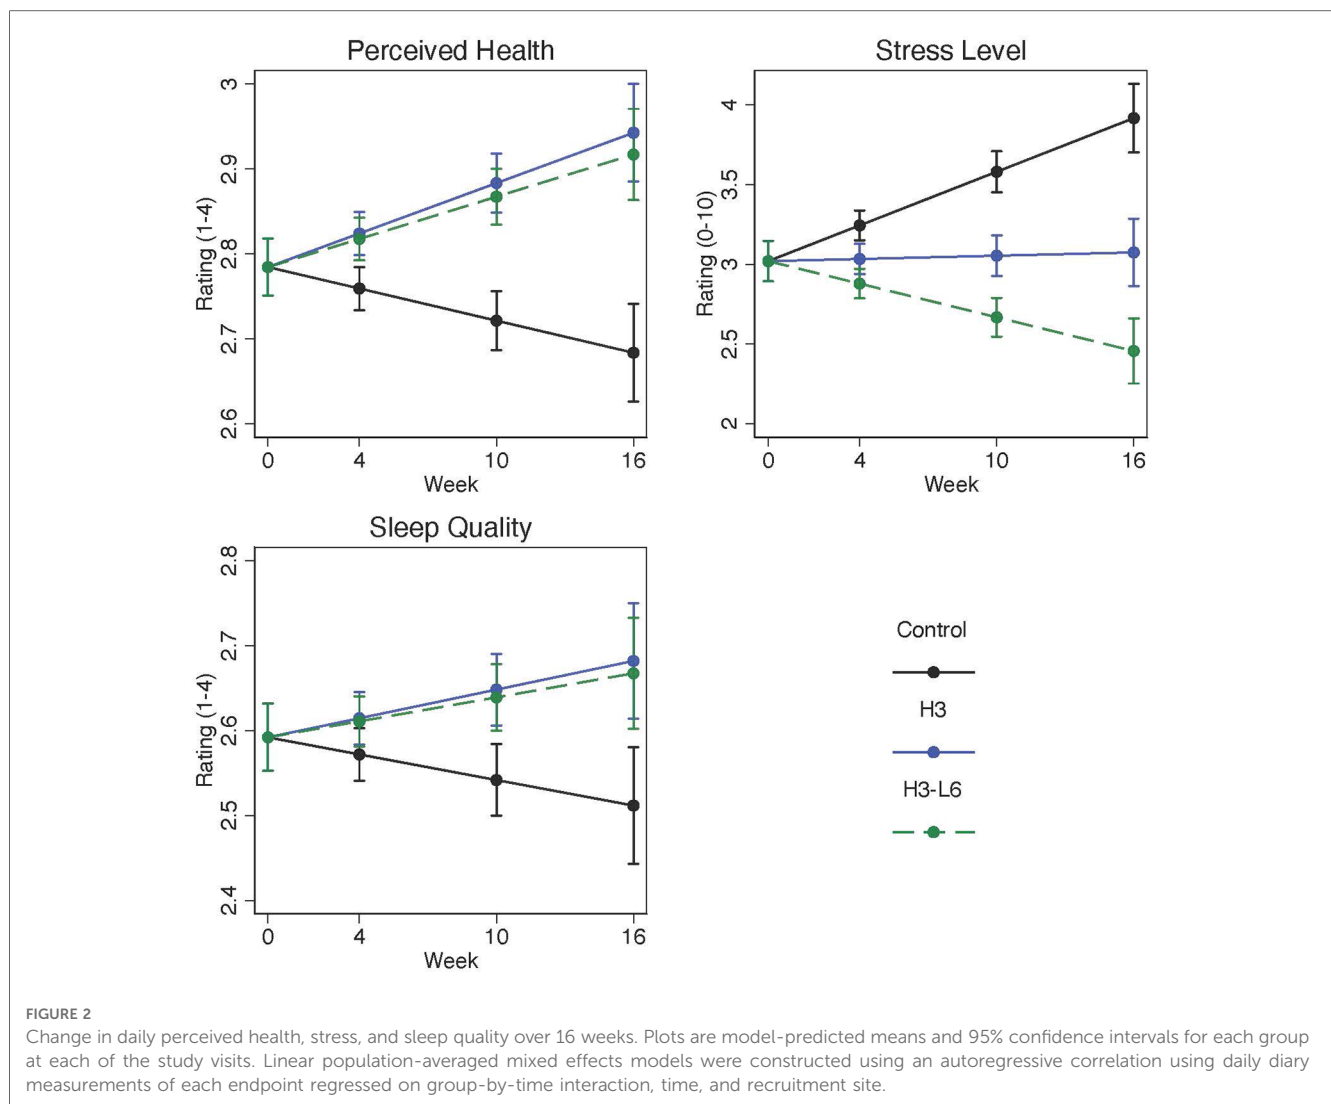 Perceived Health
Rating (1-4)
3
2.9
2.8
2.7
2.6
0 4 10 16
Week
Stress Level
Rating (0-10)
4
3.5
3
2.5
2
0 4 10 16
Week
Sleep Quality
Rating (1-4)
2.8
2.7
2.6
2.5
2.4
0 4 10 16
Week
Control
H3
H3-L6
FIGURE 2
Change in daily perceived health, stress, and sleep quality over 16 weeks. Plots are model-predicted means and 95% confidence intervals for each group
at each of the study visits. Linear population-averaged mixed effects models were constructed using an autoregressive correlation using daily diary
measurements of each endpoint regressed on group-by-time interaction, time, and recruitment site.